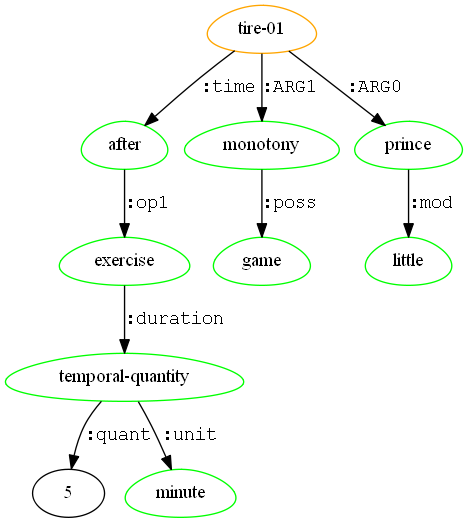 tire-01
:time :ARG1 :ARG0
after monotony prince
:op1 :poss :mod
exercise game little
:duration
temporal-quantity
:quant :unit
5 minute